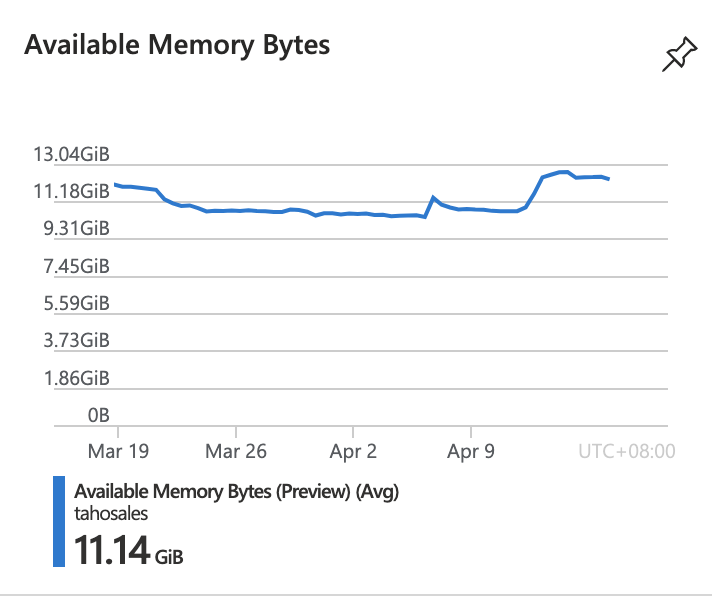 Available Memory Bytes
13.04GiB
11.18GiB
9.31GiB
7.45GiB
5.59GiB
3.73GiB
1.86GiB
0B
Mar 19 Mar 26 Apr 2 Apr 9 UTC+08:00
Available Memory Bytes (Preview) (Avg)
tahosales
11.14 GiB